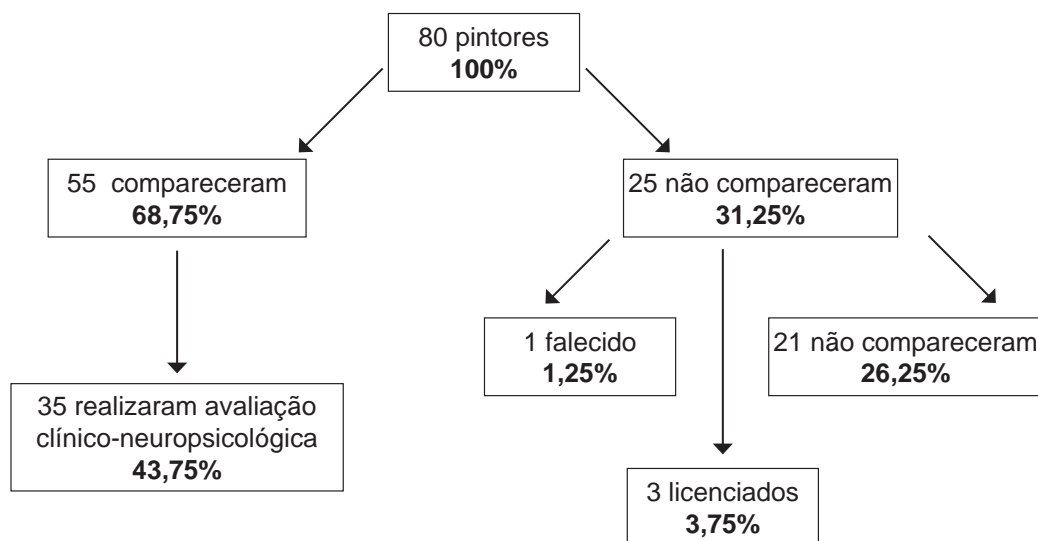 80 pintores
100%
55 compareceram
68,75%
25 não compareceram
31,25%
1 falecido
1,25%
21 não compareceram
26,25%
35 realizaram avaliação
clínico-neuropsicológica
43,75%
3 licenciados
3,75%